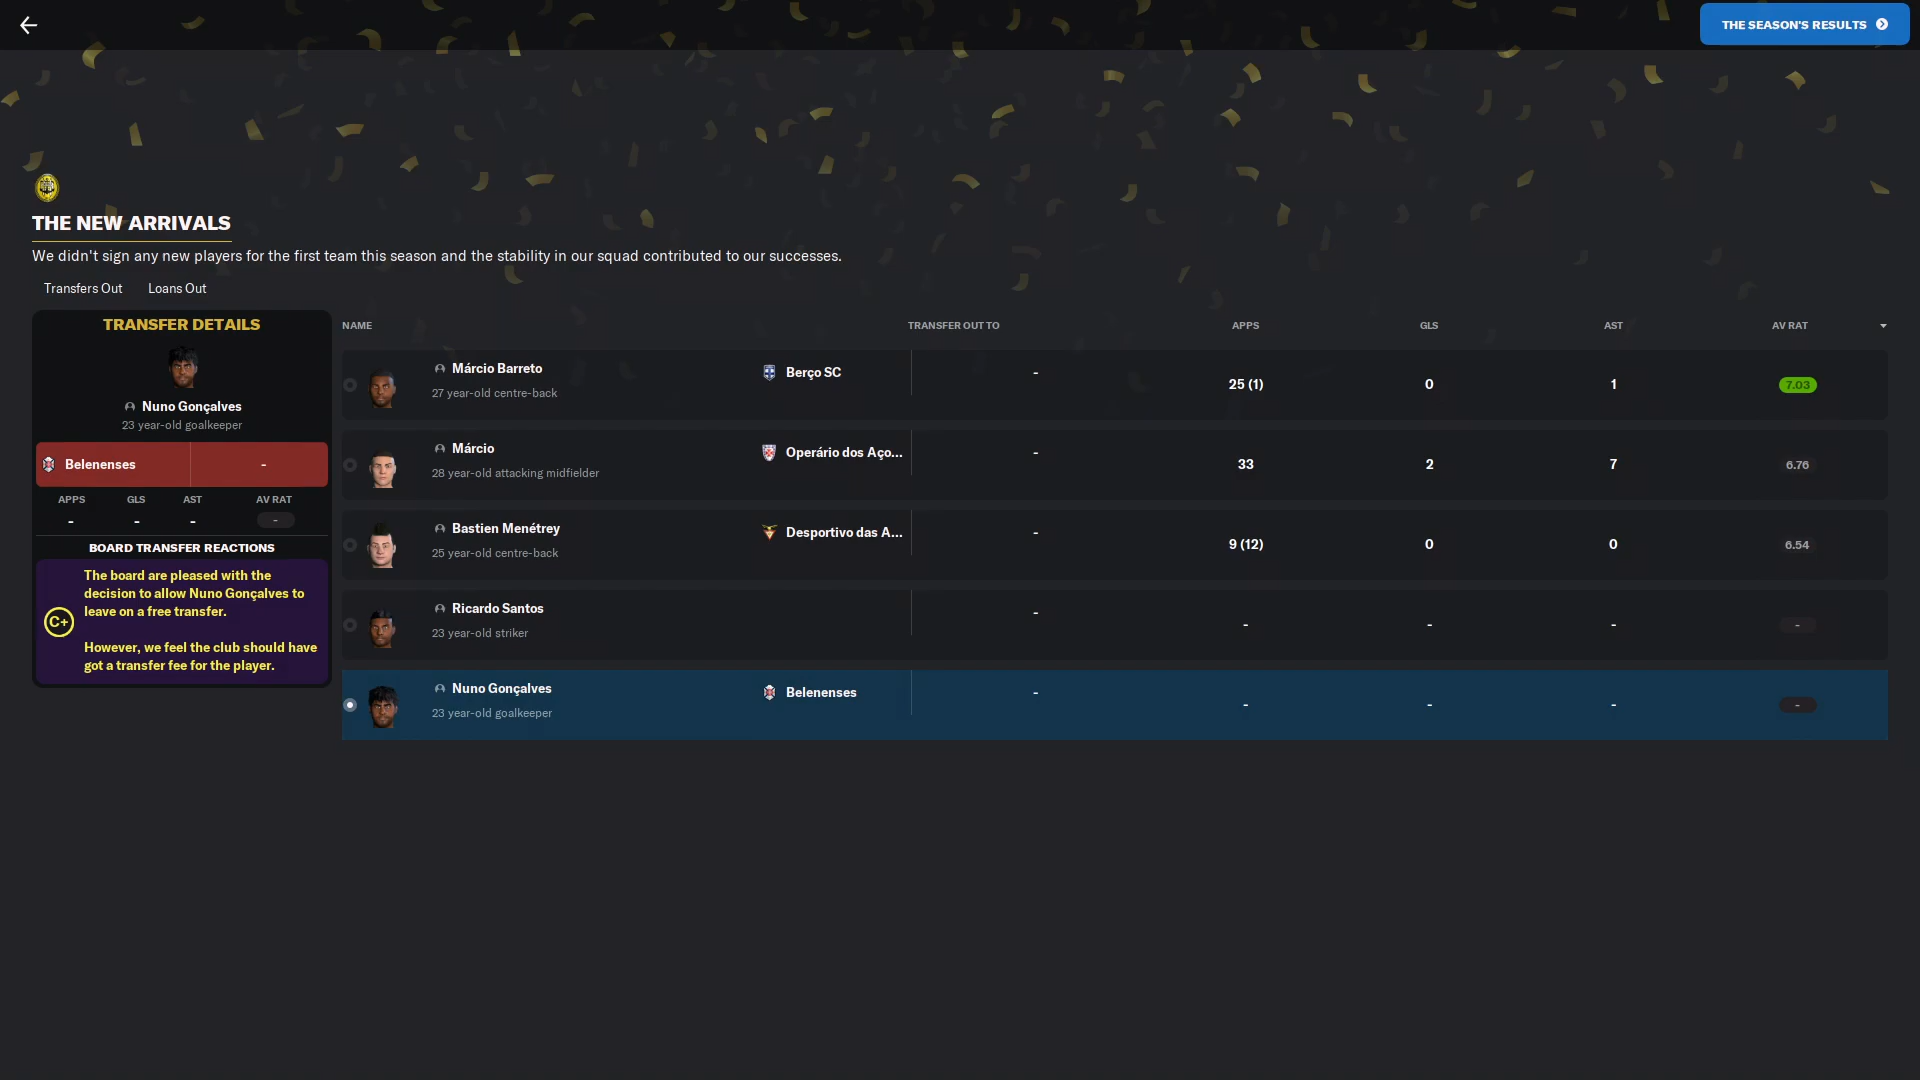 THE SEASON'S RESULTS
THE NEW ARRIVALS
We didn't sign any new players for the first team this season and the stability in our squad contributed to our successes.
Transfers Out Loans Out
TRANSFER DETAILS
Nuno Gonçalves
23 year-old goalkeeper
Belenenses -
APPS GLS AST AV RAT
- - - -
BOARD TRANSFER REACTIONS
C+
The board are pleased with the
decision to allow Nuno Gonçalves to
leave on a free transfer.
However, we feel the club should have
got a transfer fee for the player.
NAME TRANSFER OUT TO APPS GLS AST AV RAT
Márcio Barreto Berço SC - 25 (1) 0 1 7.03
27 year-old centre-back
Márcio Operário dos Aço... - 33 2 7 6.76
28 year-old attacking midfielder
Bastien Menétrey Desportivo das A... - 9 (12) 0 0 6.54
25 year-old centre-back
Ricardo Santos - - - - -
23 year-old striker
Nuno Gonçalves Belenenses - - - - -
23 year-old goalkeeper